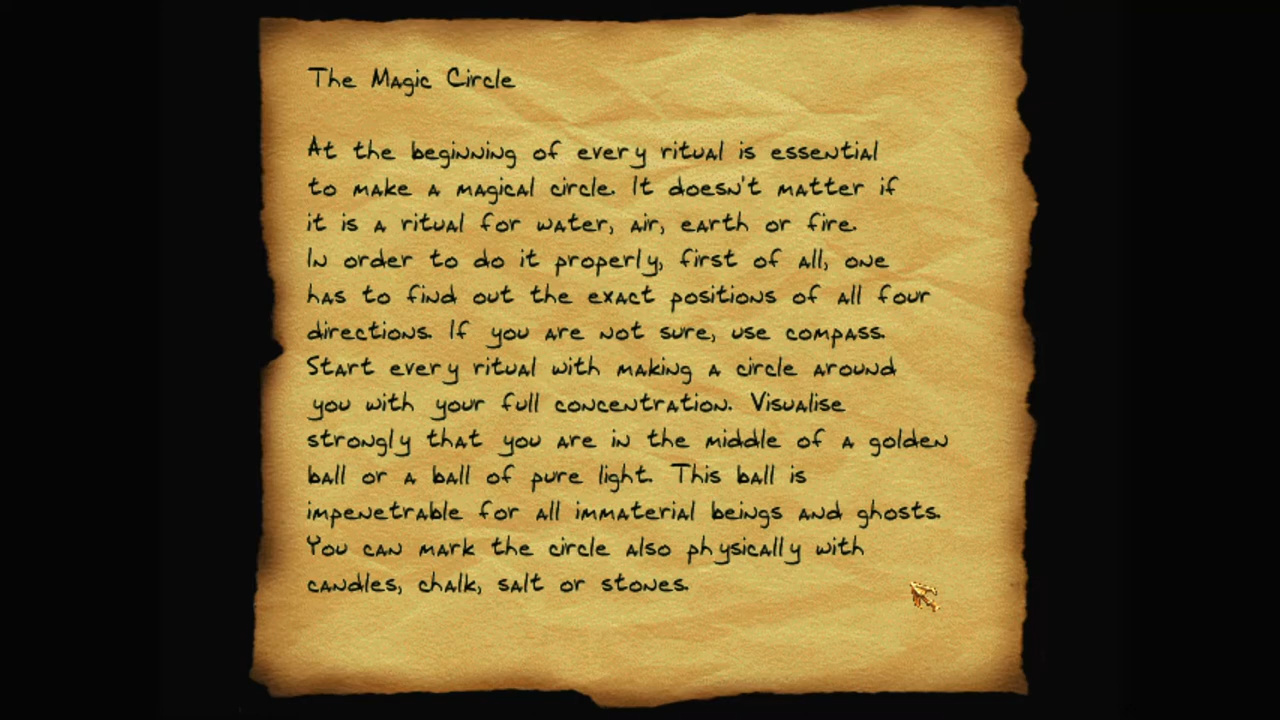 The Magic Circle
At the beginning of every ritual is essential
to make a magical circle. It doesn't matter if
it is a ritual for water, air, earth or fire.
In order to do it properly, first of all, one
has to find out the exact positions of all four
directions. If you are not sure, use compass.
Start every ritual with making a circle around
you with your full concentration. Visualise
strongly that you are in the middle of a golden
ball or a ball of pure light. This ball is
impenetrable for all immaterial beings and ghosts.
You can mark the circle also physically with
candles, chalk, salt or stones.